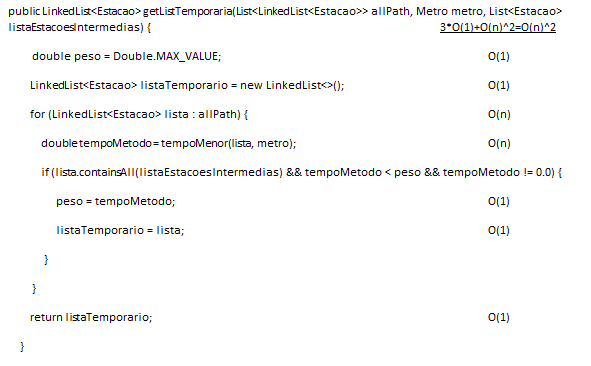 public LinkedList<Estacao> getListTemporaria(List<LinkedList<Estacao>> allPath, Metro metro, List<Estacao>
listaEstacoesIntermedias) { 3*O(1)+O(n)^2=O(n)^2
double peso = Double.MAX_VALUE; O(1)
LinkedList<Estacao> listaTemporario = new LinkedList<>(); O(1)
for (LinkedList<Estacao> lista : allPath) { O(n)
double tempoMetodo = tempoMenor(lista, metro); O(n)
if (lista.containsAll(listaEstacoesIntermedias) && tempoMetodo < peso && tempoMetodo != 0.0) {
peso = tempoMetodo; O(1)
listaTemporario = lista; O(1)
}
}
return listaTemporario; O(1)
}